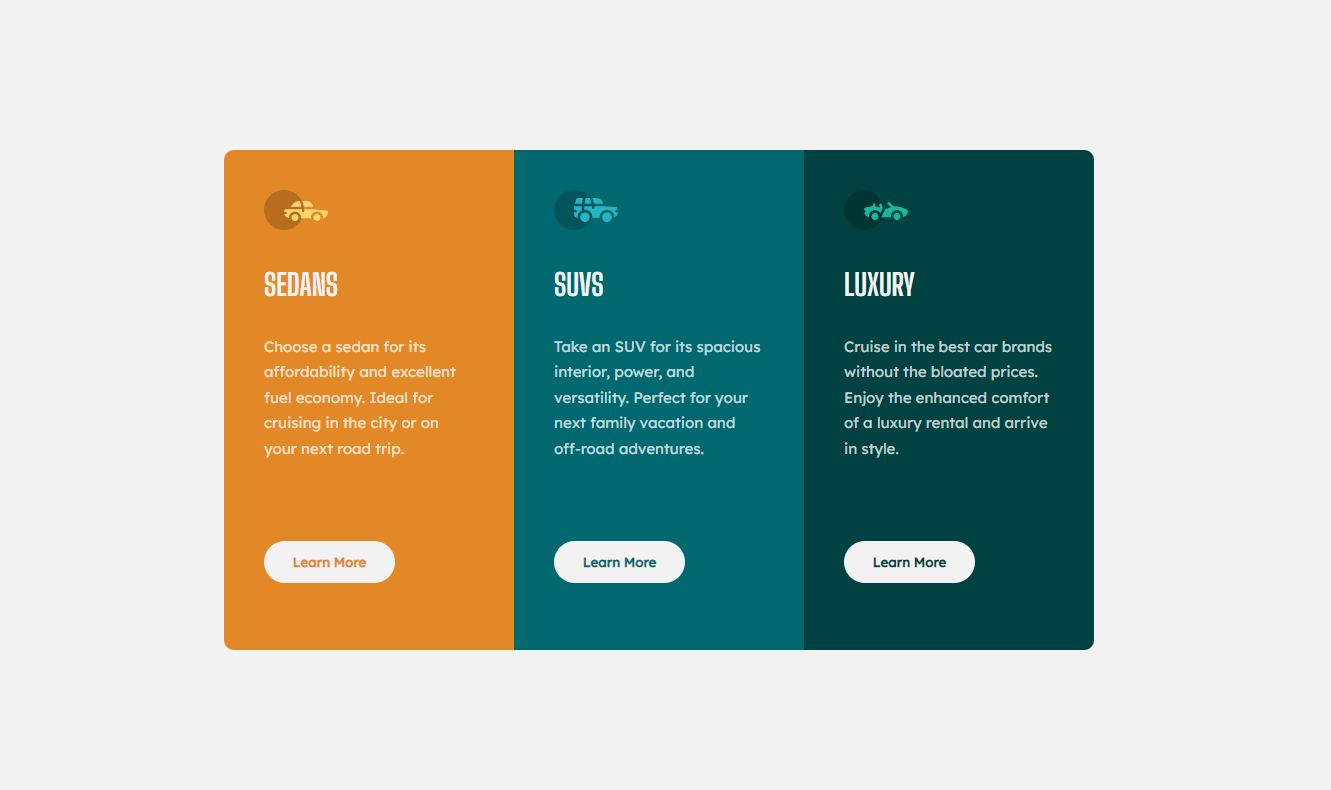 SEDANS
Choose a sedan for its
affordability and excellent
fuel economy. Ideal for
cruising in the city or on
your next road trip.
Learn More
SUVS
Take an SUV for its spacious
interior, power, and
versatility. Perfect for your
next family vacation and
off-road adventures.
Learn More
LUXURY
Cruise in the best car brands
without the bloated prices.
Enjoy the enhanced comfort
of a luxury rental and arrive
in style.
Learn More